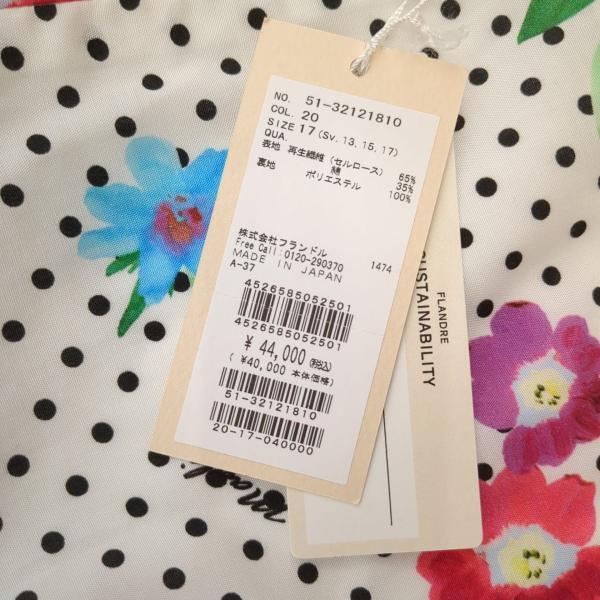 NO. 51-32121810
COL. 20
SIZE 17 (Sv. 13, 15, 17)
QUA.
表地 再生繊維 (セルロース) 65%
綿 35%
裏地 ポリエステル 100%
株式会社フランドル
Free Call:0120-290370 1474
MADE IN JAPAN
A-37
4526585052501
4526585052501
¥ 44,000 (税込)
( ¥40,000 本体価格)
51-32121810
20-17-040000
FLANDRE
SUSTAINABILITY